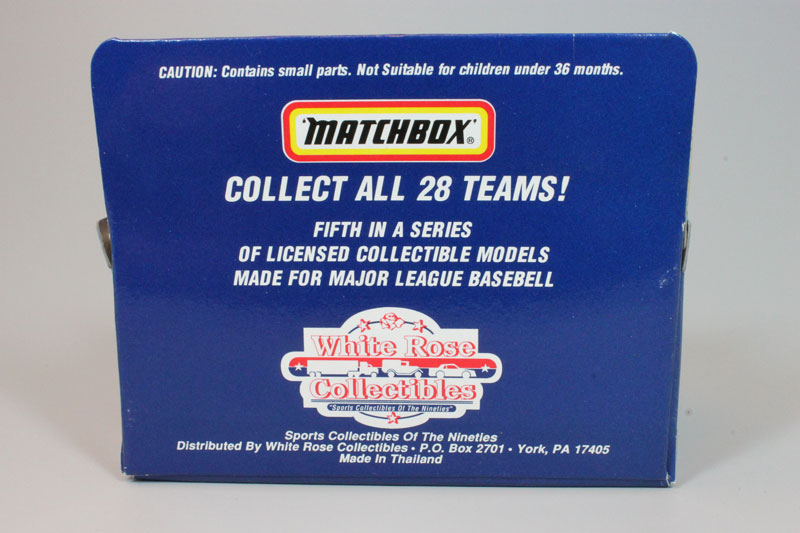 CAUTION: Contains small parts. Not Suitable for children under 36 months.
'MATCHBOX'®
COLLECT ALL 28 TEAMS!
FIFTH IN A SERIES
OF LICENSED COLLECTIBLE MODELS
MADE FOR MAJOR LEAGUE BASEBELL
White Rose
Collectibles
"Sports Collectibles Of The Nineties"
Sports Collectibles Of The Nineties
Distributed By White Rose Collectibles • P.O. Box 2701 • York, PA 17405
Made In Thailand